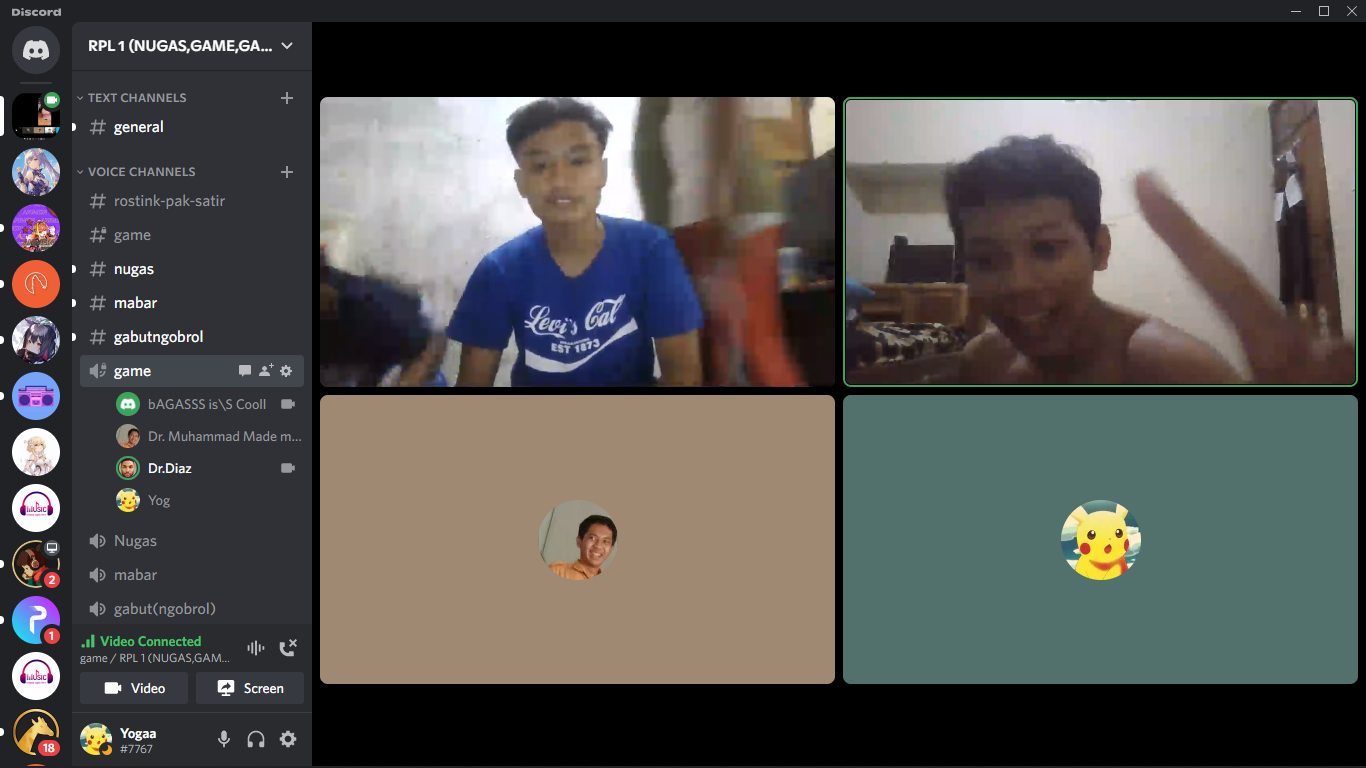 Discord
RPL 1 (NUGAS,GAME,GA...
TEXT CHANNELS
general
VOICE CHANNELS
rostink-pak-satir
game
nugas
mabar
gabutngobrol
game
bAGASSS is\S Cooll
Dr. Muhammad Made m...
Dr.Diaz
Yog
Nugas
mabar
gabut(ngobrol)
Video Connected
game / RPL 1 (NUGAS,GAM...
Video
Screen
Yogaa
#7767
MUSIC
2
1
MUSIC
18
Levi's Cal
EST 1873